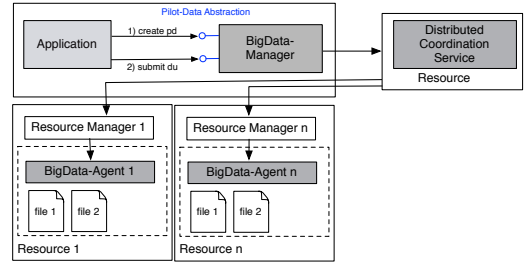 Pilot-Data Abstraction
Application
1) create pd
2) submit du
BigData-
Manager
Distributed
Coordination
Service
Resource
Resource Manager 1
BigData-Agent 1
file 1
file 2
Resource 1
Resource Manager n
BigData-Agent n
file 1
file 2
Resource n